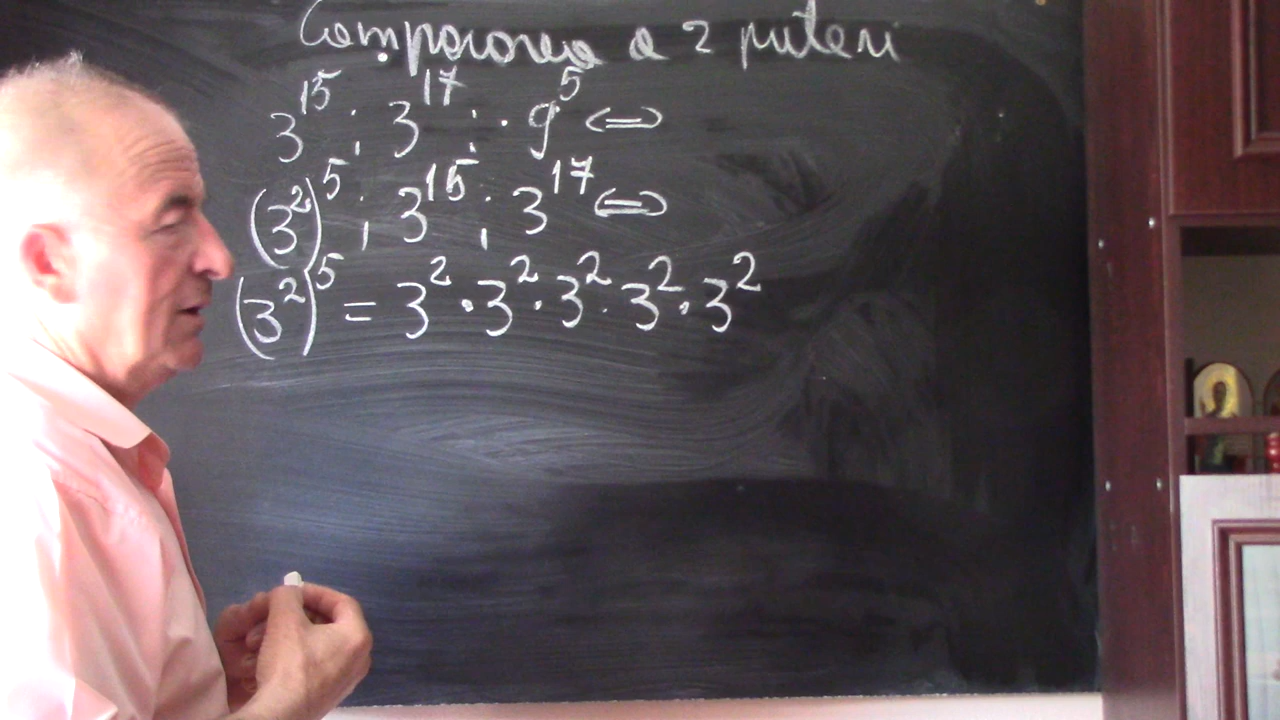 Compararea a 2 puteri
3^15 ; 3^17 ; . 9^5 <=>
(3^2)^5 ; 3^15 ; 3^17 <=>
(3^2)^5 = 3^2 · 3^2 · 3^2 · 3^2 · 3^2